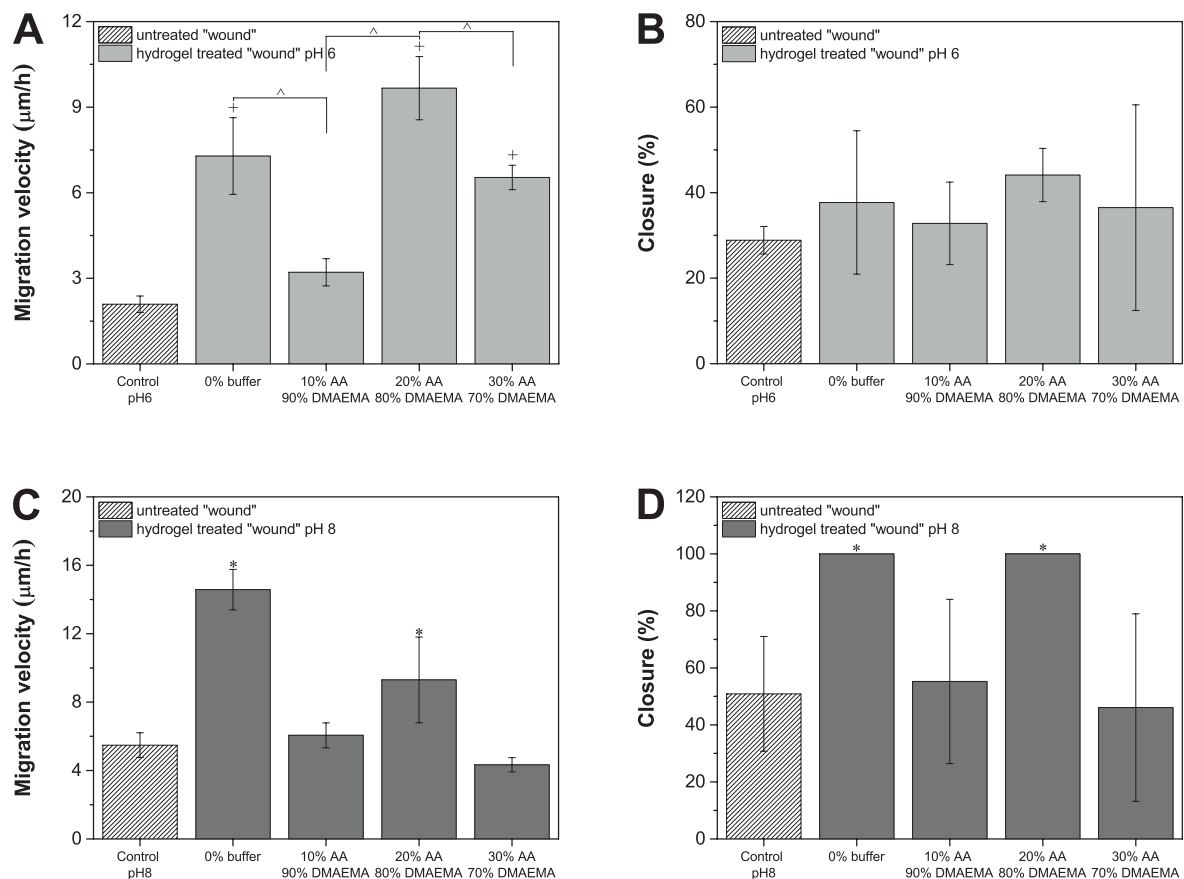 A
12
9
6
3
0
Migration velocity (μm/h)
untreated "wound"
hydrogel treated "wound" pH 6
+
^
^
+
^
+
Control
pH6
0% buffer
10% AA
90% DMAEMA
20% AA
80% DMAEMA
30% AA
70% DMAEMA
B
80
60
40
20
0
Closure (%)
untreated "wound"
hydrogel treated "wound" pH 6
Control
pH6
0% buffer
10% AA
90% DMAEMA
20% AA
80% DMAEMA
30% AA
70% DMAEMA
C
20
16
12
8
4
0
Migration velocity (μm/h)
untreated "wound"
hydrogel treated "wound" pH 8
*
*
Control
pH8
0% buffer
10% AA
90% DMAEMA
20% AA
80% DMAEMA
30% AA
70% DMAEMA
D
120
100
80
60
40
20
0
Closure (%)
untreated "wound"
hydrogel treated "wound" pH 8
*
*
Control
pH8
0% buffer
10% AA
90% DMAEMA
20% AA
80% DMAEMA
30% AA
70% DMAEMA